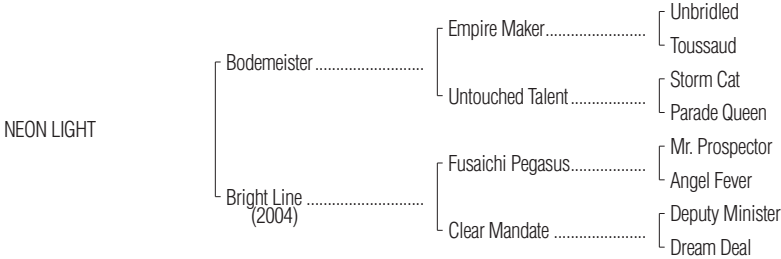 Unbridled
Empire Maker..........................
Toussaud
Bodemeister ..........................
Storm Cat
Untouched Talent...................
Parade Queen
NEON LIGHT
Mr. Prospector
Fusaichi Pegasus...................
Angel Fever
Bright Line ............................
(2004)
Deputy Minister
Clear Mandate .......................
Dream Deal